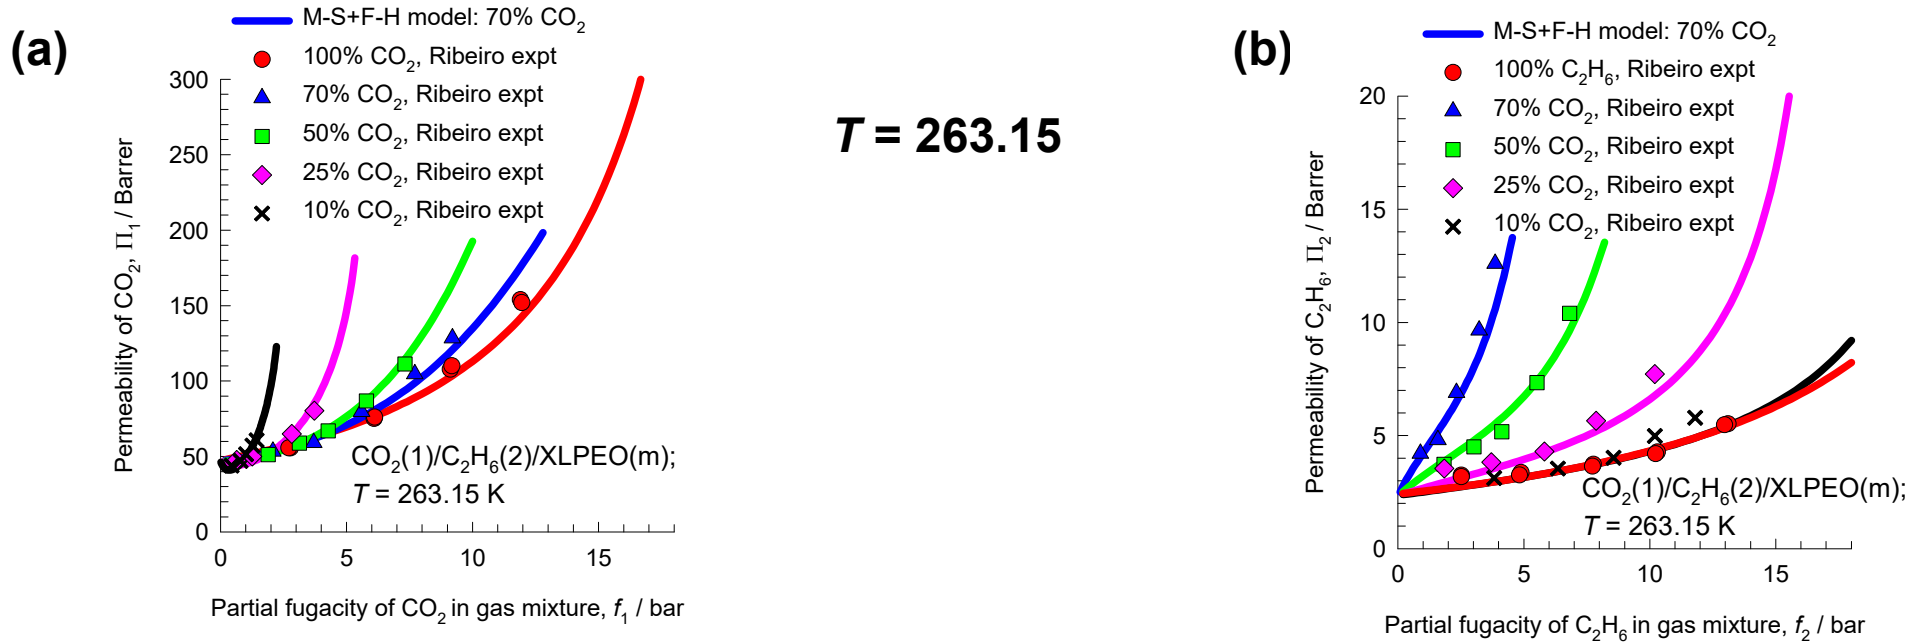 (a)
M-S+F-H model: 70% CO2
100% CO2, Ribeiro expt
70% CO2, Ribeiro expt
50% CO2, Ribeiro expt
25% CO2, Ribeiro expt
10% CO2, Ribeiro expt
Permeability of CO2, Π1 / Barrer
300
250
200
150
100
50
0
0
5
10
15
CO2(1)/C2H6(2)/XLPEO(m);
T = 263.15 K
Partial fugacity of CO2 in gas mixture, f1 / bar
T = 263.15
(b)
M-S+F-H model: 70% CO2
100% C2H6, Ribeiro expt
70% CO2, Ribeiro expt
50% CO2, Ribeiro expt
25% CO2, Ribeiro expt
10% CO2, Ribeiro expt
Permeability of C2H6, Π2 / Barrer
20
15
10
5
0
0
5
10
15
CO2(1)/C2H6(2)/XLPEO(m);
T = 263.15 K
Partial fugacity of C2H6 in gas mixture, f2 / bar